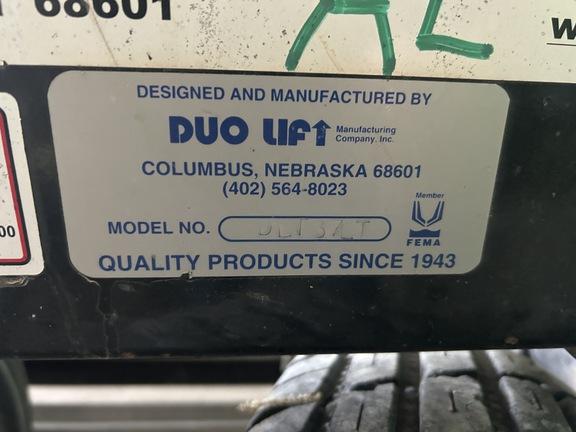 68601
AL
W
DESIGNED AND MANUFACTURED BY
DUO LIFT Manufacturing Company, Inc.
COLUMBUS, NEBRASKA 68601
(402) 564-8023
Member
MODEL NO.
FEMA
QUALITY PRODUCTS SINCE 1943
00